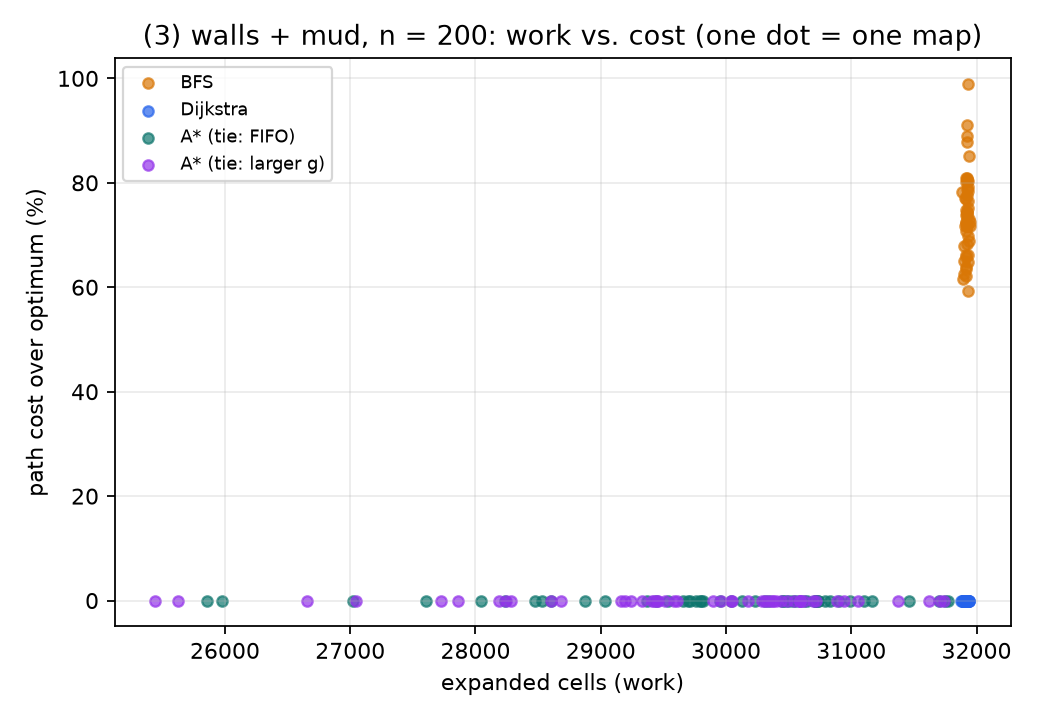 (3) walls + mud, n = 200: work vs. cost (one dot = one map)
BFS
Dijkstra
A* (tie: FIFO)
A* (tie: larger g)
path cost over optimum (%)
100
80
60
40
20
0
26000 27000 28000 29000 30000 31000 32000
expanded cells (work)